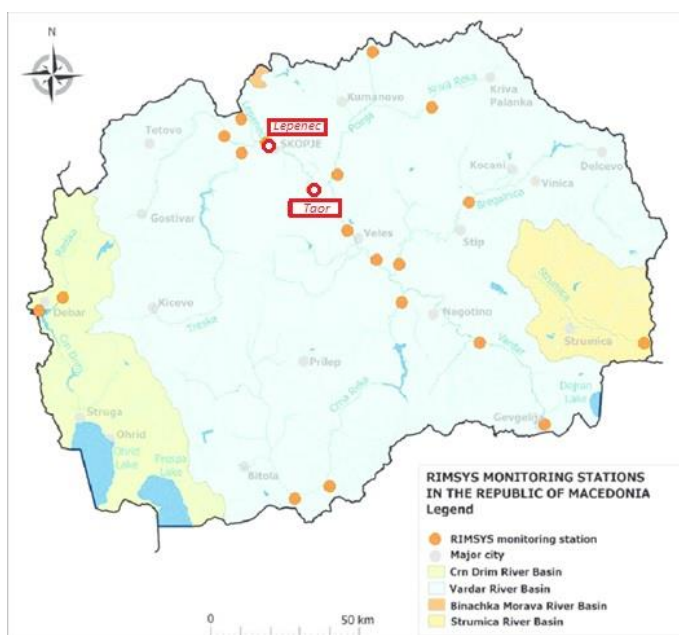 N
Kumanovo
Kriva Reka
Kriva
Palanka
Tetovo
Lepenec
Lepenec
SKOPJE
Pcinja
Kocani
Delcevo
Vinica
Bregalnica
Taor
Gostivar
Veles
Stip
Radika
Strumica
Debar
Kicevo
Treska
Negotino
Vardar
Strumica
Crn Drim
Prilep
Crna Reka
Dojran
Lake
Gevgelija
Struga
Ohrid
Ohrid
Lake
Prespa
Lake
Bitola
RIMSYS MONITORING STATIONS
IN THE REPUBLIC OF MACEDONIA
Legend
RIMSYS monitoring station
Major city
Crn Drim River Basin
Vardar River Basin
Binachka Morava River Basin
Strumica River Basin
0 50 km